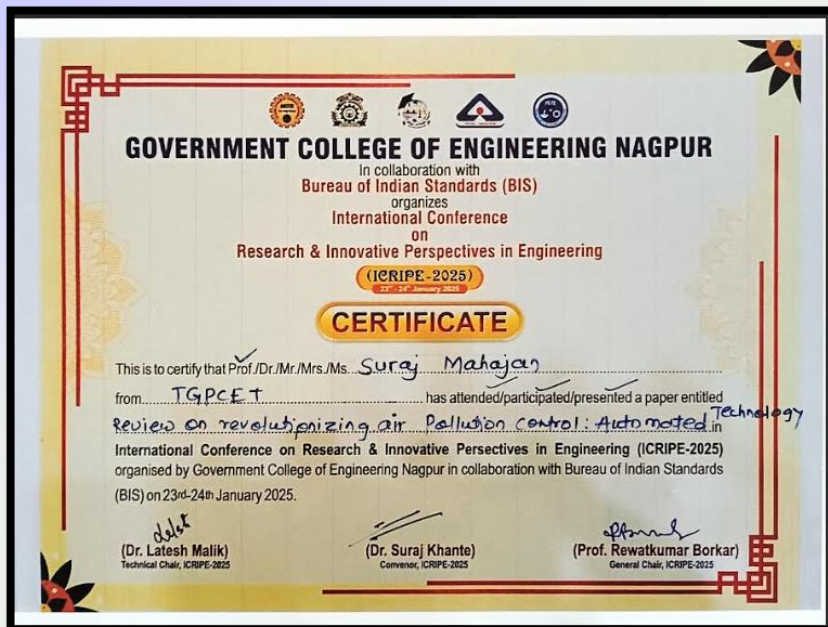 GOVERNMENT COLLEGE OF ENGINEERING NAGPUR
In collaboration with
Bureau of Indian Standards (BIS)
organizes
International Conference
on
Research & Innovative Perspectives in Engineering
(ICRIPE-2025)
23rd - 24th January 2025
CERTIFICATE
This is to certify that Prof./Dr./Mr./Mrs./Ms. Suraj Mahajan
from TGPCET has attended/participated/presented a paper entitled
Review on revolutionizing air Pollution control: Automated Technology in
International Conference on Research & Innovative Persectives in Engineering (ICRIPE-2025)
organised by Government College of Engineering Nagpur in collaboration with Bureau of Indian Standards
(BIS) on 23rd-24th January 2025.
(Dr. Latesh Malik) (Dr. Suraj Khante) (Prof. Rewatkumar Borkar)
Technical Chair, ICRIPE-2025 Convenor, ICRIPE-2025 General Chair, ICRIPE-2025